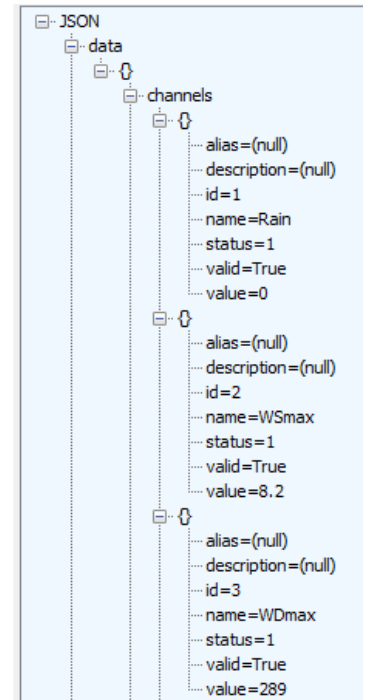 JSON
data
{}
channels
{}
alias=(null)
description=(null)
id=1
name=Rain
status=1
valid=True
value=0
{}
alias=(null)
description=(null)
id=2
name=WSmax
status=1
valid=True
value=8.2
{}
alias=(null)
description=(null)
id=3
name=WDmax
status=1
valid=True
value=289